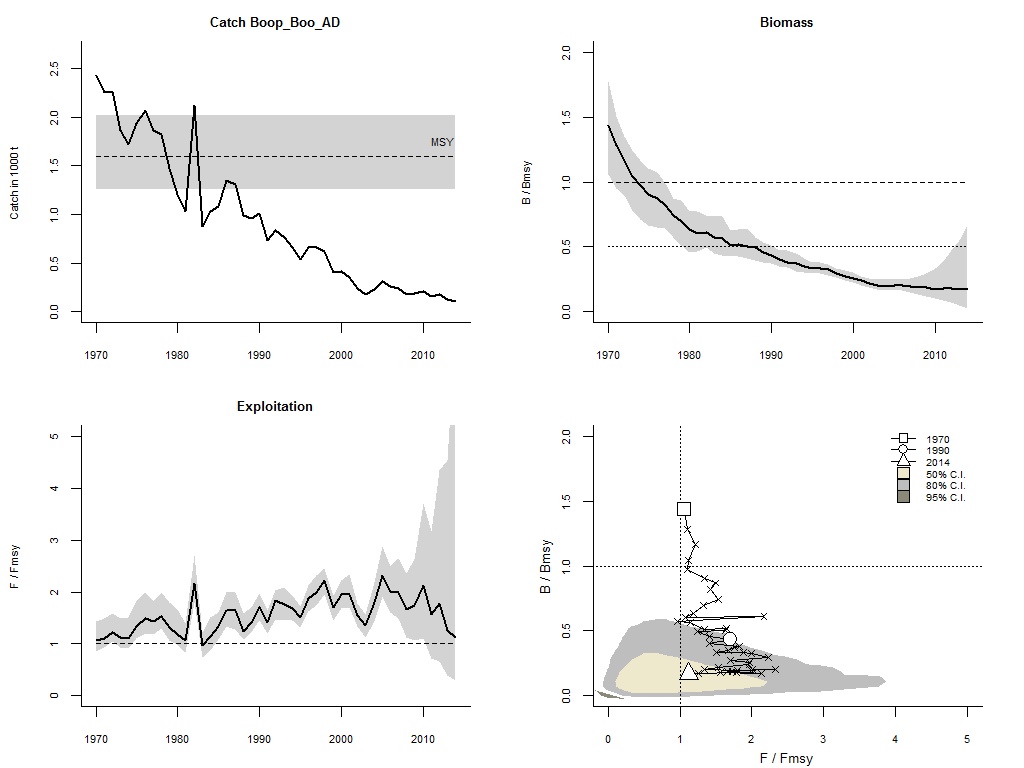 Catch Boop_Boo_AD
Catch in 1000 t
0.0 0.5 1.0 1.5 2.0 2.5
MSY
1970 1980 1990 2000 2010
Biomass
B / Bmsy
0.0 0.5 1.0 1.5 2.0
1970 1980 1990 2000 2010
Exploitation
F / Fmsy
0 1 2 3 4 5
1970 1980 1990 2000 2010
B / Bmsy
0.0 0.5 1.0 1.5 2.0
1970
1990
2014
50% C.I.
80% C.I.
95% C.I.
0 1 2 3 4 5
F / Fmsy